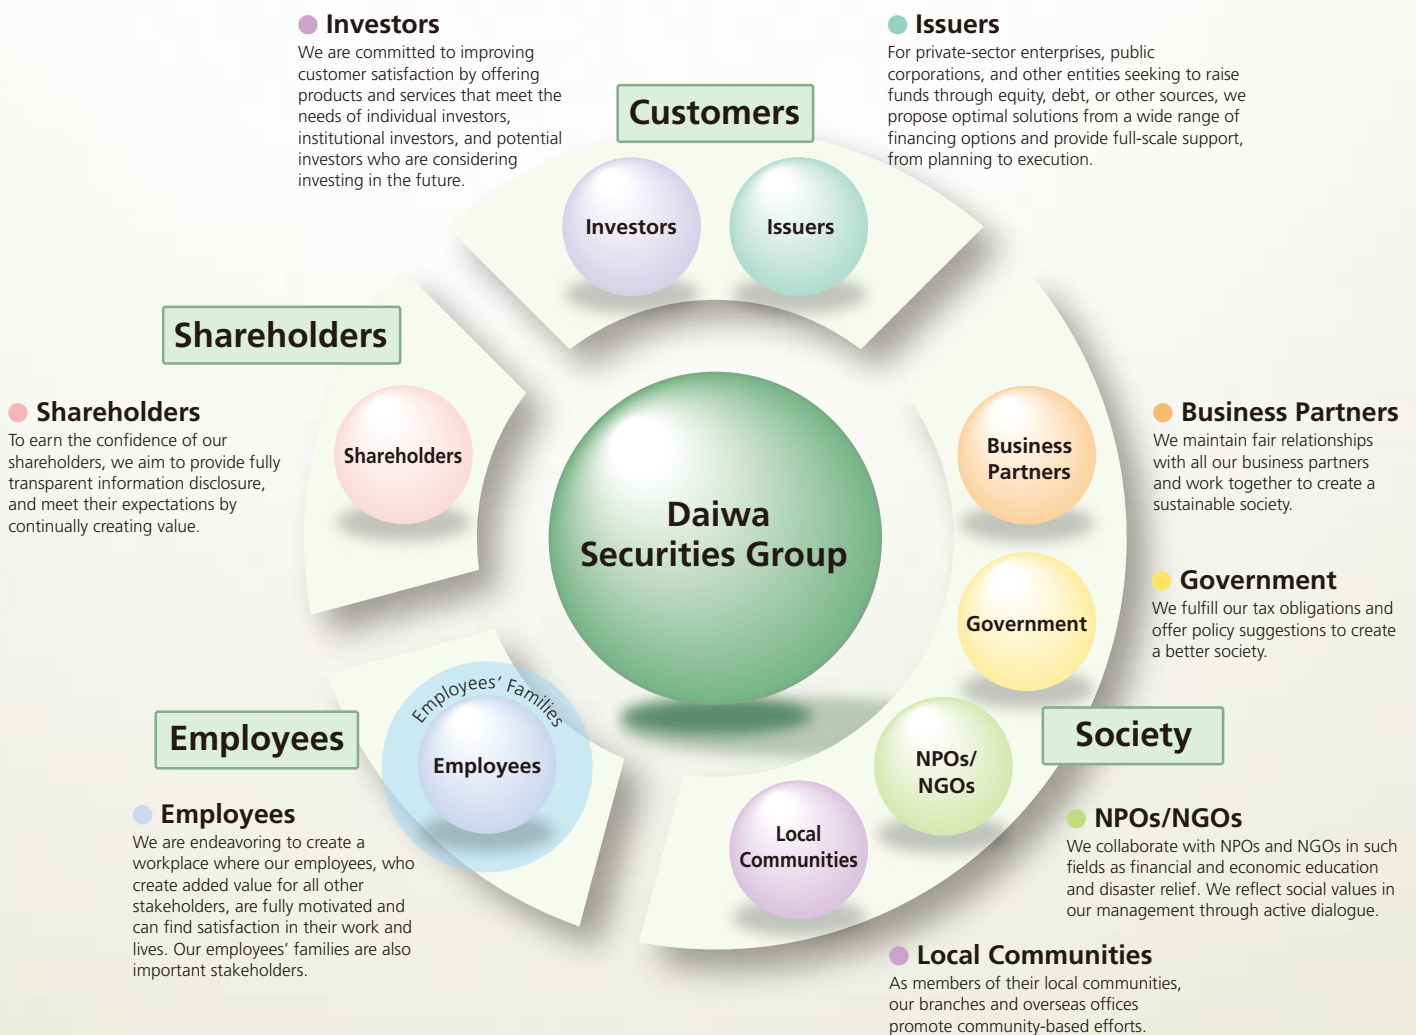 Investors
We are committed to improving
customer satisfaction by offering
products and services that meet the
needs of individual investors,
institutional investors, and potential
investors who are considering
investing in the future.
Issuers
For private-sector enterprises, public
corporations, and other entities seeking to raise
funds through equity, debt, or other sources, we
propose optimal solutions from a wide range of
financing options and provide full-scale support,
from planning to execution.
Customers
Investors
Issuers
Shareholders
Shareholders
To earn the confidence of our
shareholders, we aim to provide fully
transparent information disclosure,
and meet their expectations by
continually creating value.
Shareholders
Daiwa
Securities Group
Business
Partners
Business Partners
We maintain fair relationships
with all our business partners
and work together to create a
sustainable society.
Government
Government
We fulfill our tax obligations and
offer policy suggestions to create
a better society.
Employees
Employees' Families
Employees
Employees
We are endeavoring to create a
workplace where our employees, who
create added value for all other
stakeholders, are fully motivated and
can find satisfaction in their work and
lives. Our employees' families are also
important stakeholders.
Society
NPOs/
NGOs
NPOs/NGOs
We collaborate with NPOs and NGOs in such
fields as financial and economic education
and disaster relief. We reflect social values in
our management through active dialogue.
Local
Communities
Local Communities
As members of their local communities,
our branches and overseas offices
promote community-based efforts.